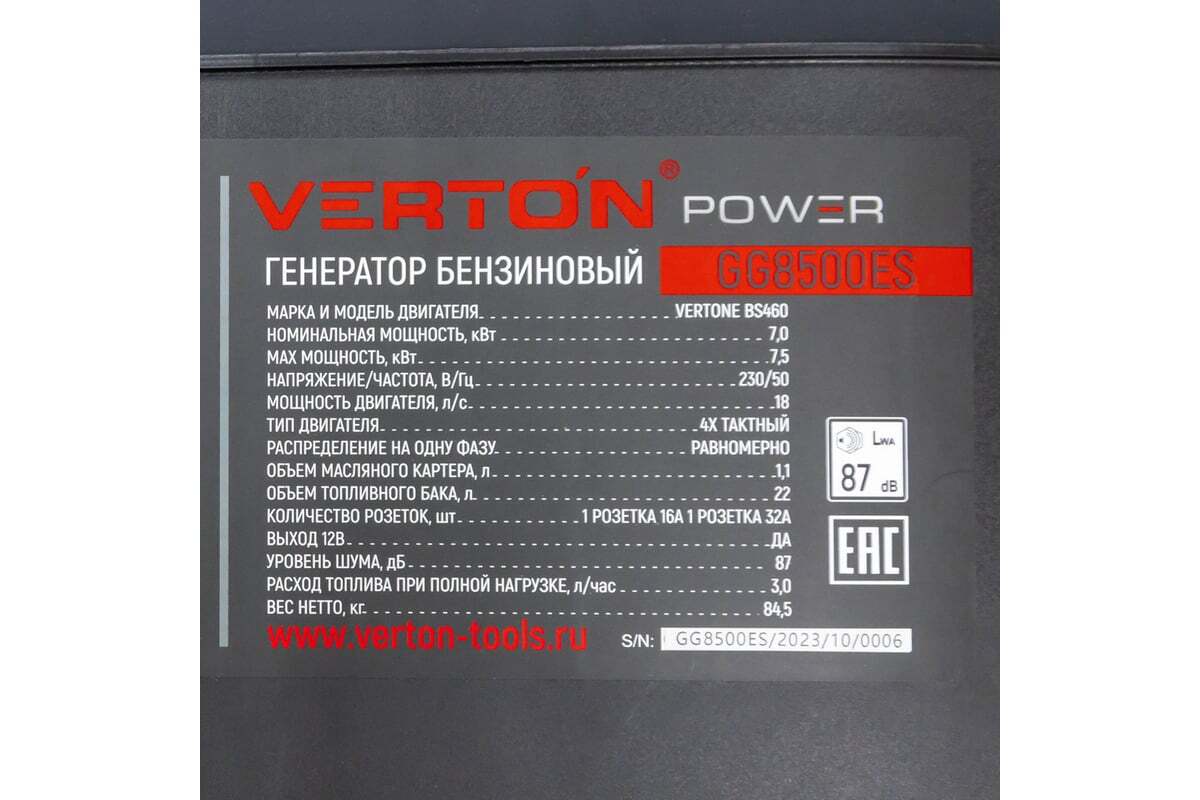 VERTO'N® POWER
ГЕНЕРАТОР БЕНЗИНОВЫЙ GG8500ES
МАРКА И МОДЕЛЬ ДВИГАТЕЛЯ VERTONE BS460
НОМИНАЛЬНАЯ МОЩНОСТЬ, кВт 7,0
MAX МОЩНОСТЬ, кВт 7,5
НАПРЯЖЕНИЕ/ЧАСТОТА, В/Гц 230/50
МОЩНОСТЬ ДВИГАТЕЛЯ, л/с 18
ТИП ДВИГАТЕЛЯ 4Х ТАКТНЫЙ
РАСПРЕДЕЛЕНИЕ НА ОДНУ ФАЗУ РАВНОМЕРНО
ОБЪЕМ МАСЛЯНОГО КАРТЕРА, л 1,1
ОБЪЕМ ТОПЛИВНОГО БАКА, л 22
КОЛИЧЕСТВО РОЗЕТОК, шт 1 РОЗЕТКА 16А 1 РОЗЕТКА 32А
ВЫХОД 12В ДА
УРОВЕНЬ ШУМА, дБ 87
РАСХОД ТОПЛИВА ПРИ ПОЛНОЙ НАГРУЗКЕ, л/час 3,0
ВЕС НЕТТО, кг 84,5
www.verton-tools.ru S/N: GG8500ES/2023/10/0006
LWA
87 dB
EAC